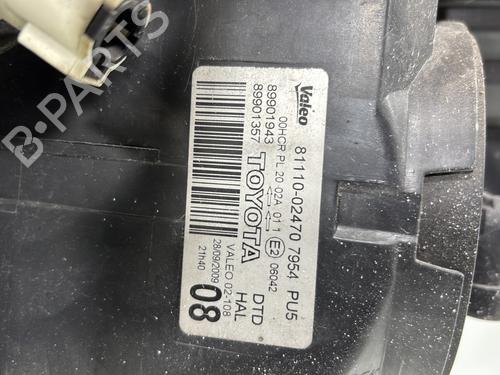 Valeo 81110-02470 7954 PU5
00HCR PL 20 02A 01 1 E2 06042
89901943
89901357 TOYOTA DTD
VALEO 02-108 HAL
28/09/2009
21h40 08
B-PARTS